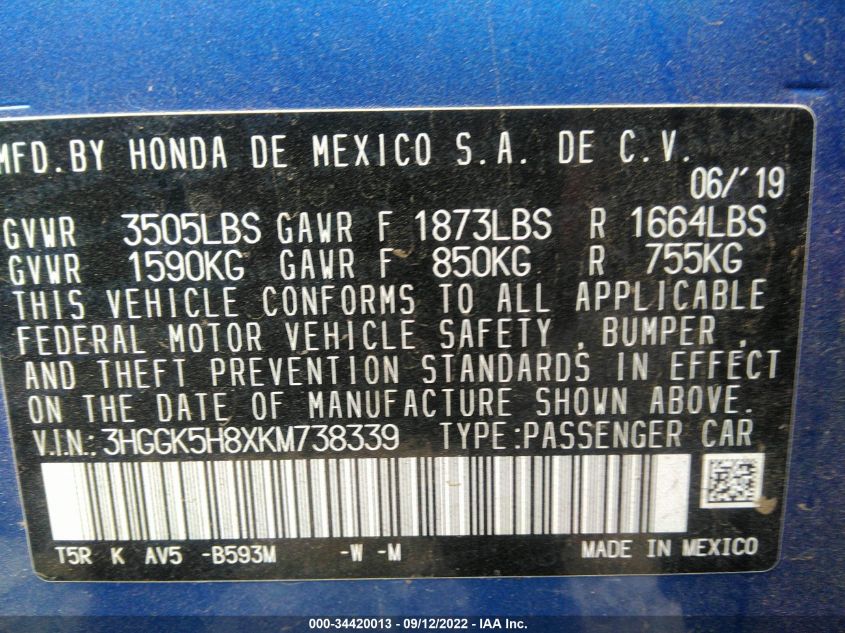 MFD.BY HONDA DE MEXICO S.A. DE C.V.
06/'19
GVWR 3505LBS GAWR F 1873LBS R 1664LBS
GVWR 1590KG GAWR F 850KG R 755KG
THIS VEHICLE CONFORMS TO ALL APPLICABLE
FEDERAL MOTOR VEHICLE SAFETY , BUMPER ,
AND THEFT PREVENTION STANDARDS IN EFFECT
ON THE DATE OF MANUFACTURE SHOWN ABOVE.
V.I.N.: 3HGGK5H8XKM738339 TYPE:PASSENGER CAR
T5R K AV5 -B593M -W -M MADE IN MEXICO
000-34420013 - 09/12/2022 - IAA Inc.